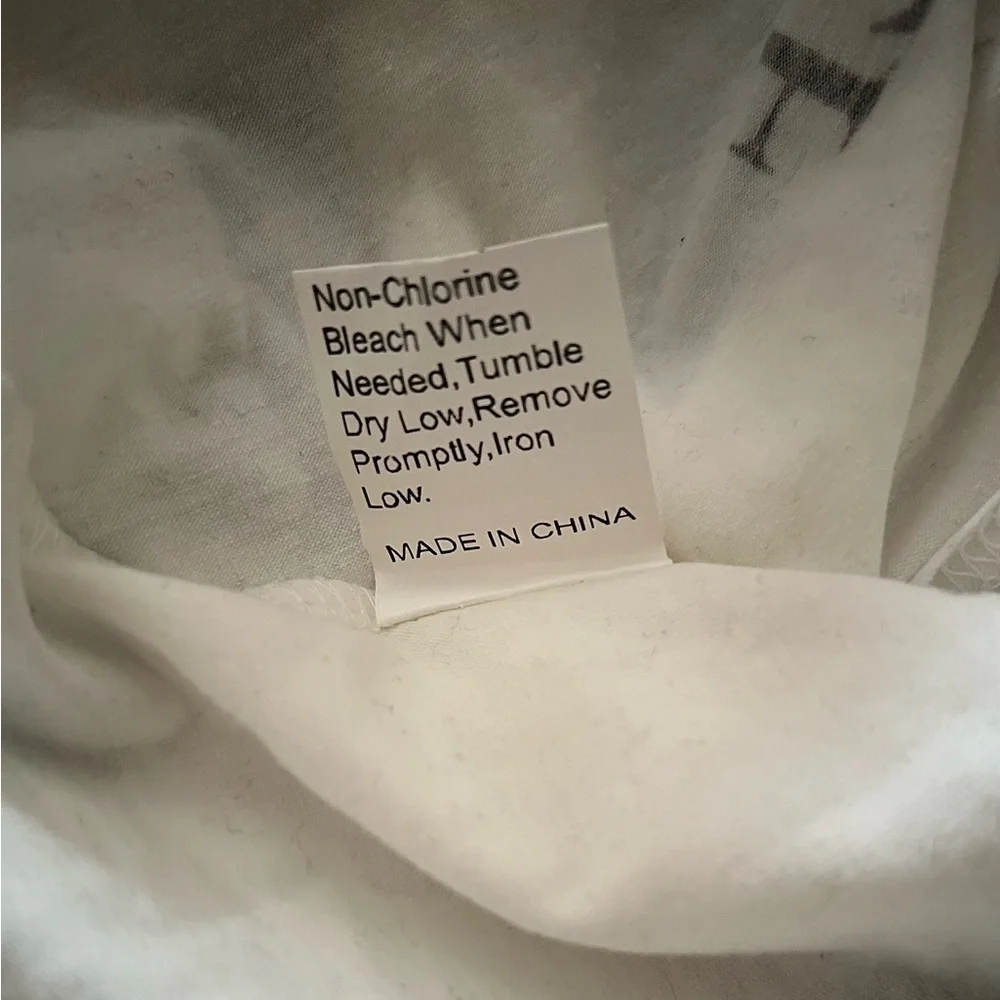 Non-Chlorine
Bleach When
Needed,Tumble
Dry Low,Remove
Promptly,Iron
Low.
MADE IN CHINA